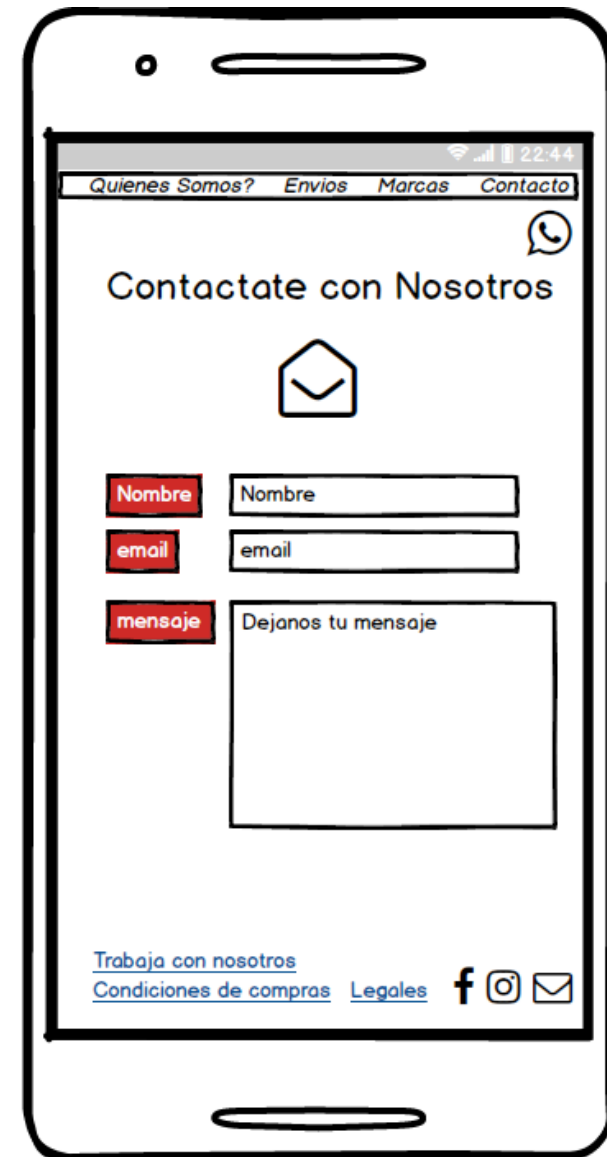 22:44
Quienes Somos? Envios Marcas Contacto
Contactate con Nosotros
Nombre Nombre
email email
mensaje Dejanos tu mensaje
Trabaja con nosotros
Condiciones de compras Legales